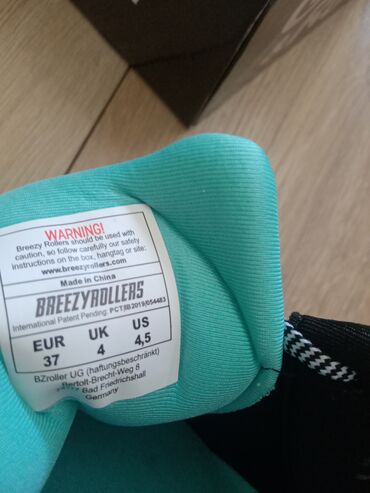 WARNING!
Breezy Rollers should be used with
caution, so follow carefully our safety
instructions on the box, hangtag or site:
www.breezyrollers.com
Made in China
BREEZYROLLERS
International Patent Pending: PCT/IB2019/054483
EUR UK US
37 4 4,5
BZroller UG (haftungsbeschränkt)
Bertolt-Brecht-Weg 8
Bad Friedrichshall
Germany